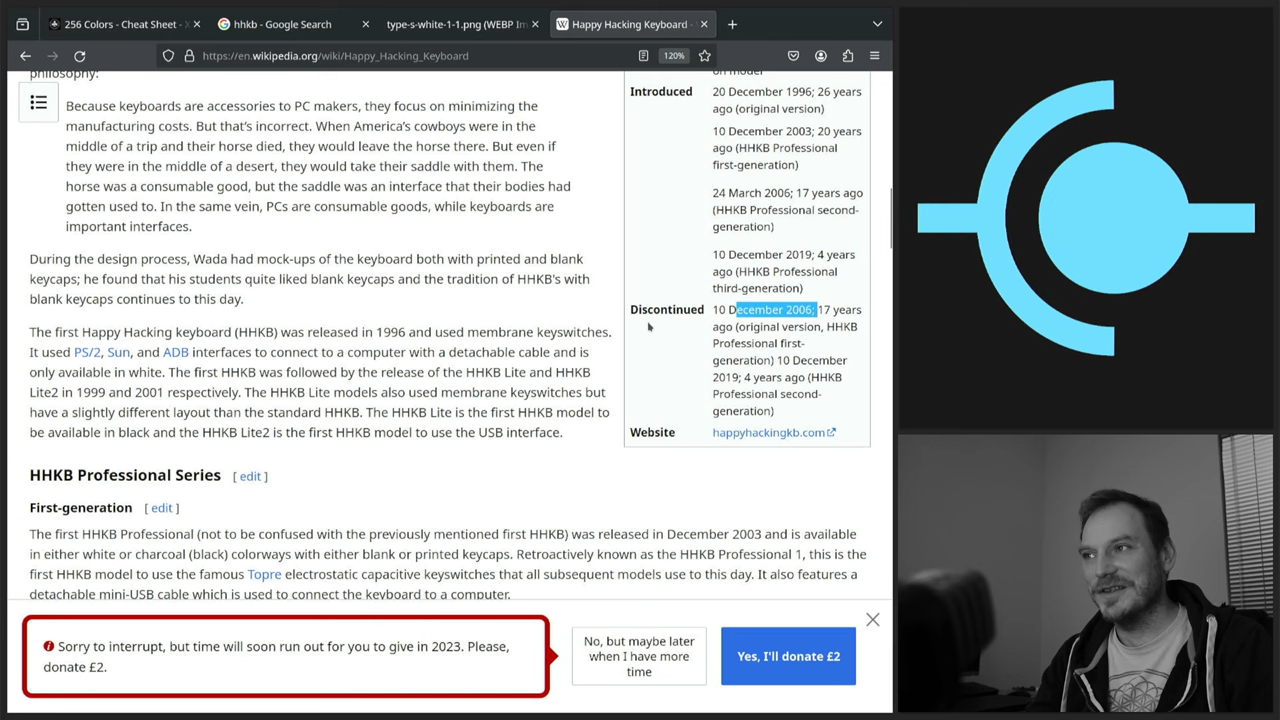 256 Colors - Cheat Sheet - X
hhkb - Google Search
type-s-white-1-1.png (WEBP Im
Happy Hacking Keyboard -
https://en.wikipedia.org/wiki/Happy_Hacking_Keyboard
120%
philosophy:
Because keyboards are accessories to PC makers, they focus on minimizing the
manufacturing costs. But that's incorrect. When America's cowboys were in the
middle of a trip and their horse died, they would leave the horse there. But even if
they were in the middle of a desert, they would take their saddle with them. The
horse was a consumable good, but the saddle was an interface that their bodies had
gotten used to. In the same vein, PCs are consumable goods, while keyboards are
important interfaces.
During the design process, Wada had mock-ups of the keyboard both with printed and blank
keycaps; he found that his students quite liked blank keycaps and the tradition of HHKB's with
blank keycaps continues to this day.
The first Happy Hacking keyboard (HHKB) was released in 1996 and used membrane keyswitches.
It used PS/2, Sun, and ADB interfaces to connect to a computer with a detachable cable and is
only available in white. The first HHKB was followed by the release of the HHKB Lite and HHKB
Lite2 in 1999 and 2001 respectively. The HHKB Lite models also used membrane keyswitches but
have a slightly different layout than the standard HHKB. The HHKB Lite is the first HHKB model to
be available in black and the HHKB Lite2 is the first HHKB model to use the USB interface.
on model
Introduced
20 December 1996; 26 years
ago (original version)
10 December 2003; 20 years
ago (HHKB Professional
first-generation)
24 March 2006; 17 years ago
(HHKB Professional second-
generation)
10 December 2019; 4 years
ago (HHKB Professional
third-generation)
Discontinued
10 December 2006; 17 years
ago (original version, HHKB
Professional first-
generation) 10 December
2019; 4 years ago (HHKB
Professional second-
generation)
Website
happyhackingkb.com
HHKB Professional Series [ edit ]
First-generation [ edit ]
The first HHKB Professional (not to be confused with the previously mentioned first HHKB) was released in December 2003 and is available
in either white or charcoal (black) colorways with either blank or printed keycaps. Retroactively known as the HHKB Professional 1, this is the
first HHKB model to use the famous Topre electrostatic capacitive keyswitches that all subsequent models use to this day. It also features a
detachable mini-USB cable which is used to connect the keyboard to a computer.
Sorry to interrupt, but time will soon run out for you to give in 2023. Please,
donate £2.
No, but maybe later
when I have more
time
Yes, I'll donate £2